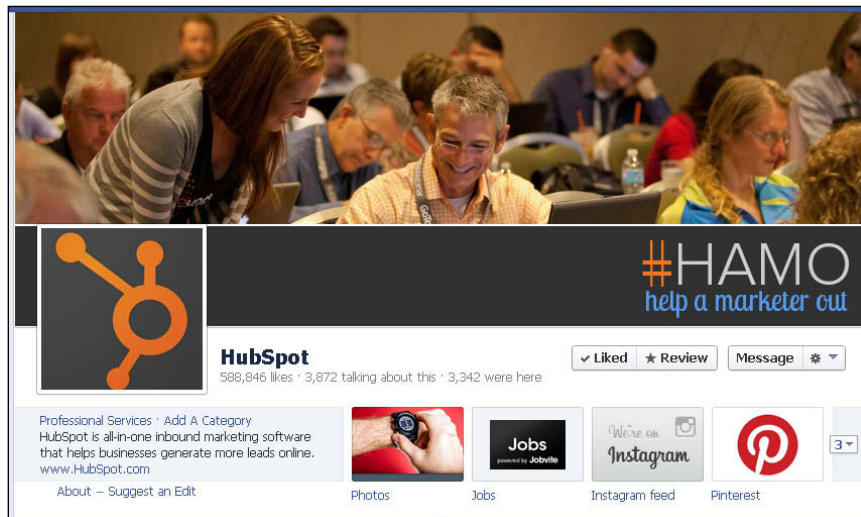 #HAMO
help a marketer out
HubSpot
Liked
Review
Message
588,846 likes · 3,872 talking about this · 3,342 were here
Professional Services · Add A Category
HubSpot is all-in-one inbound marketing software
that helps businesses generate more leads online.
www.HubSpot.com
About – Suggest an Edit
Jobs
powered by Jobvite
We're on
Instagram
3
Photos
Jobs
Instagram feed
Pinterest